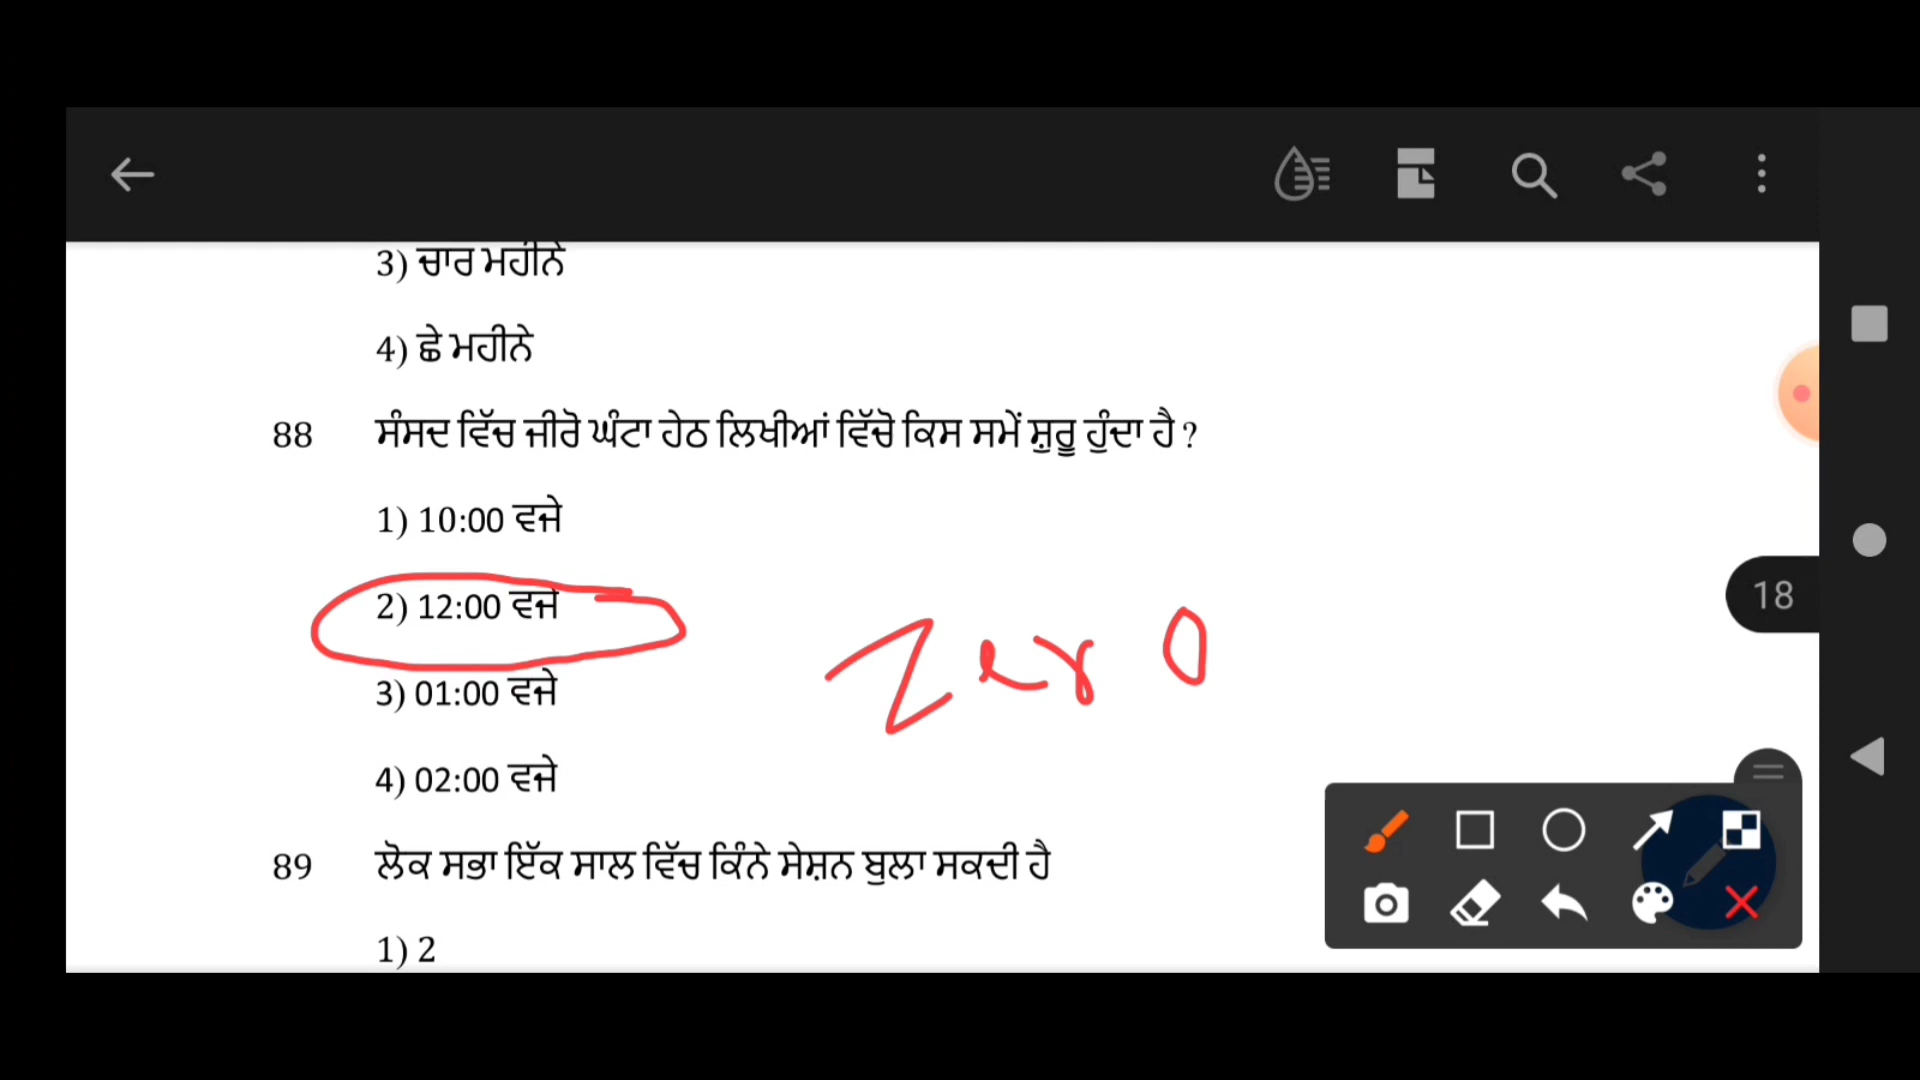 3) ਚਾਰ ਮਹੀਨੇ
4) ਛੇ ਮਹੀਨੇ
88 ਸੰਸਦ ਵਿੱਚ ਜੀਰੋ ਘੰਟਾ ਹੇਠ ਲਿਖੀਆਂ ਵਿੱਚੋ ਕਿਸ ਸਮੇਂ ਸ਼ੁਰੂ ਹੁੰਦਾ ਹੈ ?
1) 10:00 ਵਜੇ
2) 12:00 ਵਜੇ
18
zero
3) 01:00 ਵਜੇ
4) 02:00 ਵਜੇ
89 ਲੋਕ ਸਭਾ ਇੱਕ ਸਾਲ ਵਿੱਚ ਕਿੰਨੇ ਸੇਸ਼ਨ ਬੁਲਾ ਸਕਦੀ ਹੈ
1) 2